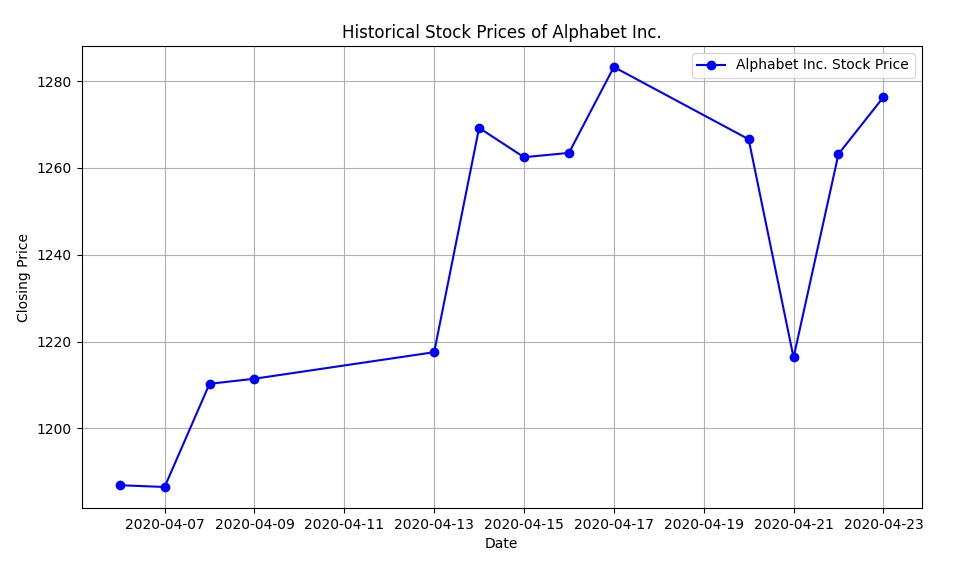 Historical Stock Prices of Alphabet Inc.
Alphabet Inc. Stock Price
1280
1260
1240
1220
1200
Closing Price
2020-04-07 2020-04-09 2020-04-11 2020-04-13 2020-04-15 2020-04-17 2020-04-19 2020-04-21 2020-04-23
Date